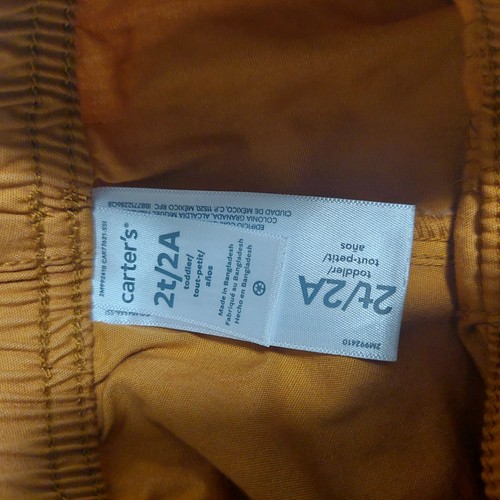 carter's
2t/2A
toddler/
tout-petit/
años
Made in Bangladesh
Fabriqué au Bangladesh
Hecho en Bangladesh
COLONIA GRANADA, ALCALDIA MIGUEL
CIUDAD DE MEXICO, C.P. 11520, MEXICO RFC
2t/2A
toddler/
tout-petit/
años
2M992610